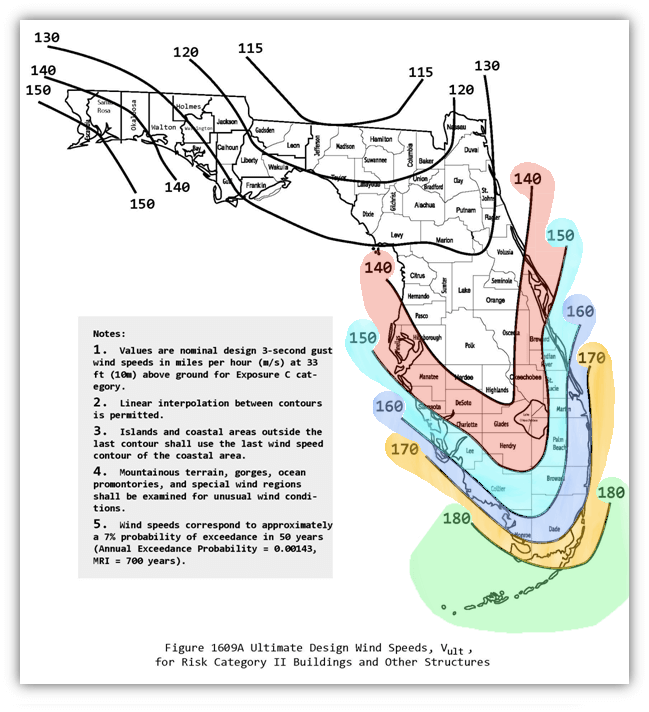 130
120
115
115
130
120
140
150
150
140
140
150
160
170
180
140
150
160
170
180
Santa
Rosa
Okaloosa
Walton
Holmes
Washington
Jackson
Bay
Calhoun
Gulf
Liberty
Gadsden
Franklin
Leon
Wakulla
Jefferson
Madison
Taylor
Hamilton
Suwannee
Lafayette
Dixie
Columbia
Gilchrist
Levy
Baker
Union
Bradford
Alachua
Marion
Nassau
Duval
Clay
St.
Johns
Putnam
Flagler
Volusia
Citrus
Sumter
Lake
Seminole
Hernando
Orange
Pasco
Hillsborough
Polk
Osceola
Brevard
Indian
River
Manatee
Hardee
Highlands
Okeechobee
St.
Lucie
Sarasota
DeSoto
Martin
Charlotte
Glades
Lee
Hendry
Palm
Beach
Collier
Broward
Monroe
Dade
Notes:
1. Values are nominal design 3-second gust
wind speeds in miles per hour (m/s) at 33
ft (10m) above ground for Exposure C cat-
egory.
2. Linear interpolation between contours
is permitted.
3. Islands and coastal areas outside the
last contour shall use the last wind speed
contour of the coastal area.
4. Mountainous terrain, gorges, ocean
promontories, and special wind regions
shall be examined for unusual wind condi-
tions.
5. Wind speeds correspond to approximately
a 7% probability of exceedance in 50 years
(Annual Exceedance Probability = 0.00143,
MRI = 700 years).
Figure 1609A Ultimate Design Wind Speeds, Vult,
for Risk Category II Buildings and Other Structures